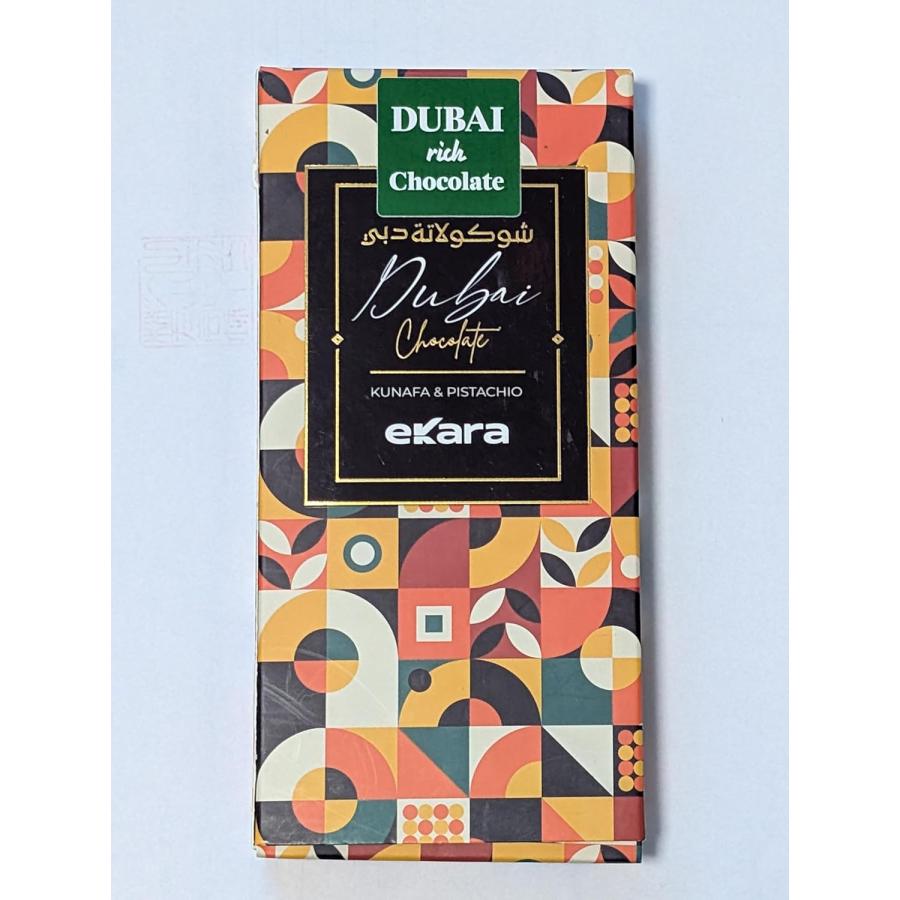 DUBAI
rich
Chocolate
شوكولاتة دبي
Dubai
Chocolate
KUNAFA & PISTACHIO
eKara